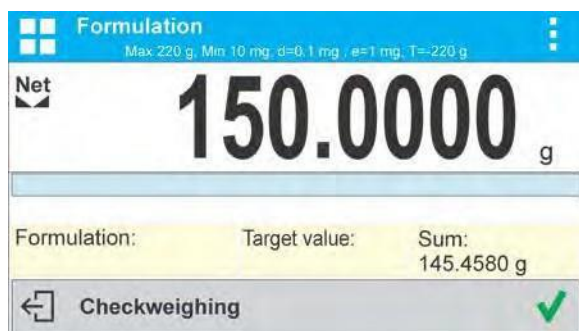 Formulation
Max 220 g, Min 10 mg, d=0.1 mg , e=1 mg, T=-220 g
Net
150.0000 g
Formulation: Target value: Sum:
145.4580 g
Checkweighing